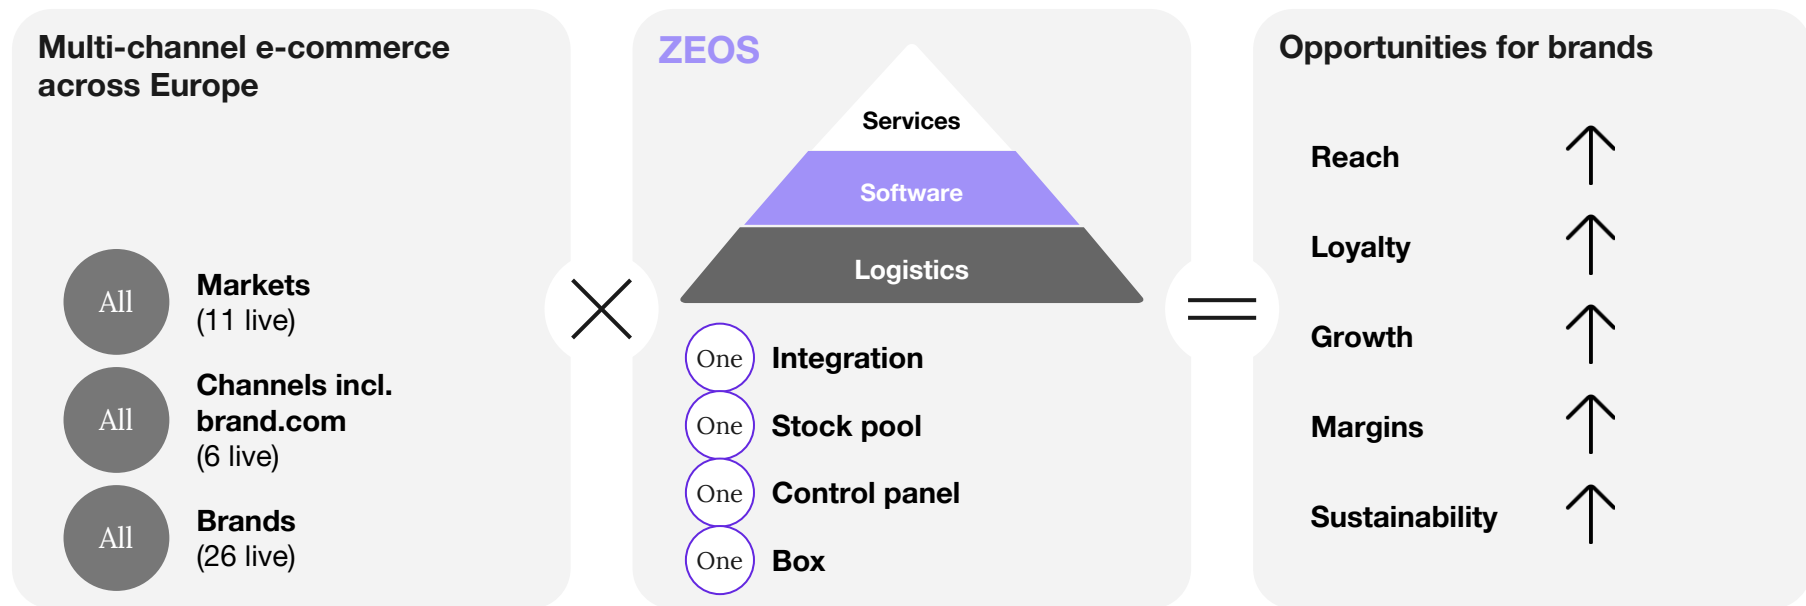 Multi-channel e-commerce
across Europe
All
Markets
(11 live)
All
Channels incl.
brand.com
(6 live)
All
Brands
(26 live)
ZEOS
Services
Software
Logistics
One
Integration
One
Stock pool
One
Control panel
One
Box
Opportunities for brands
Reach
Loyalty
Growth
Margins
Sustainability